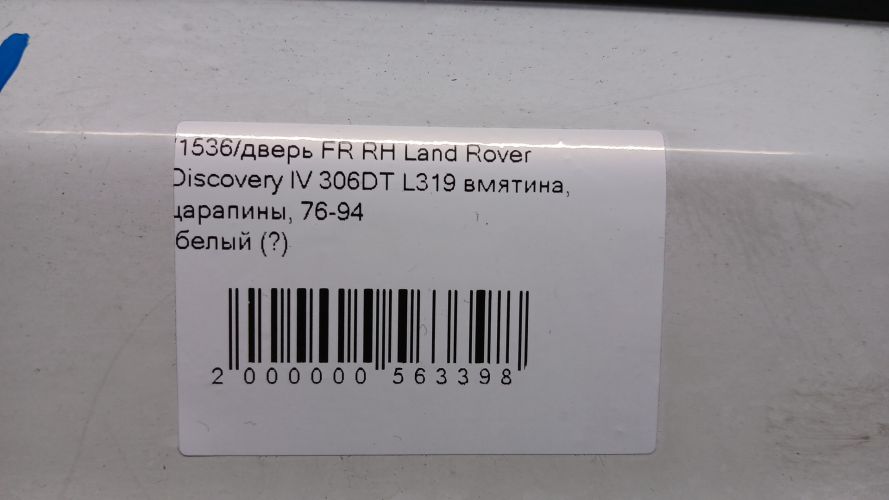 1536/дверь FR RH Land Rover
Discovery IV 306DT L319 вмятина,
царапины, 76-94
белый (?)
2 000000 563398